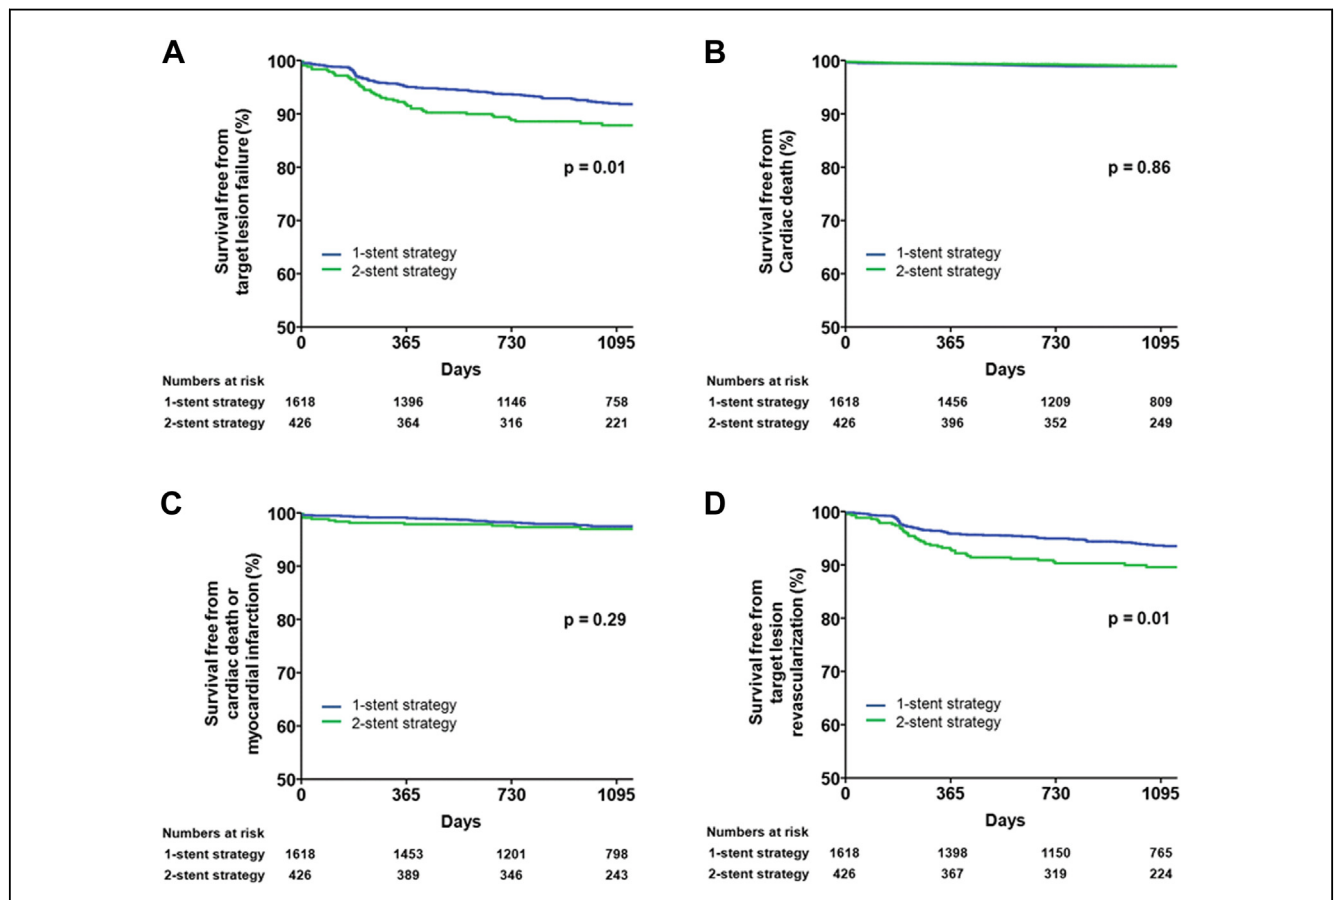 A
100
90
80
70
60
50
Survival free from
target lesion failure (%)
p = 0.01
1-stent strategy
2-stent strategy
0 365 730 1095
Days
Numbers at risk
1-stent strategy 1618 1396 1146 758
2-stent strategy 426 364 316 221
B
100
90
80
70
60
50
Survival free from
Cardiac death (%)
p = 0.86
1-stent strategy
2-stent strategy
0 365 730 1095
Days
Numbers at risk
1-stent strategy 1618 1456 1209 809
2-stent strategy 426 396 352 249
C
100
90
80
70
60
50
Survival free from
cardiac death or
myocardial infarction (%)
p = 0.29
1-stent strategy
2-stent strategy
0 365 730 1095
Days
Numbers at risk
1-stent strategy 1618 1453 1201 798
2-stent strategy 426 389 346 243
D
100
90
80
70
60
50
Survival free from
target lesion
revascularization (%)
p = 0.01
1-stent strategy
2-stent strategy
0 365 730 1095
Days
Numbers at risk
1-stent strategy 1618 1398 1150 765
2-stent strategy 426 367 319 224